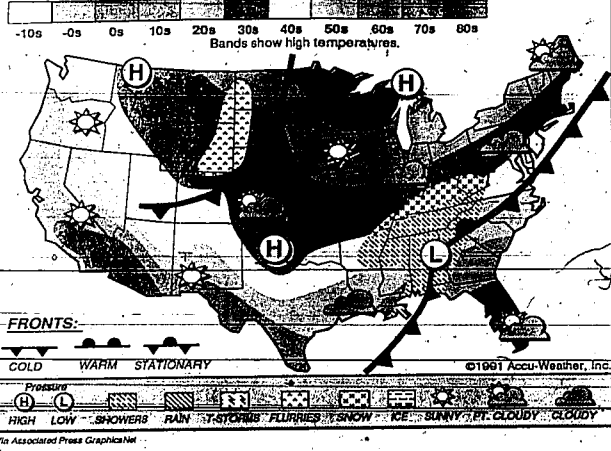 -10s -0s 0s 10s 20s 30s 40s 50s 60s 70s 80s
Bands show high temperatures.
H
H
H
L
FRONTS:
COLD WARM STATIONARY
©1991 Accu-Weather, Inc.
Pressure
H L
HIGH LOW SHOWERS RAIN T-STORMS FLURRIES SNOW ICE SUNNY PT. CLOUDY CLOUDY
Via Associated Press GraphicsNet